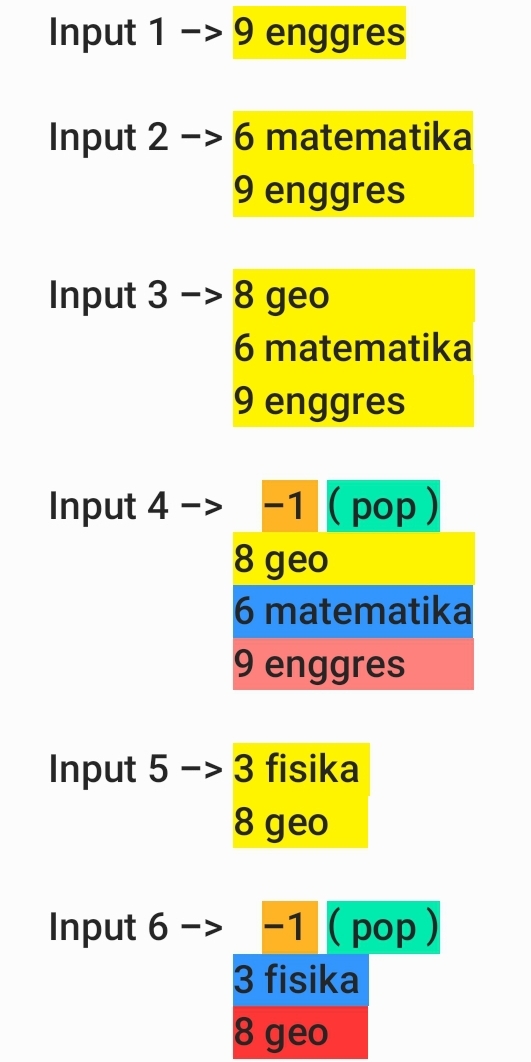 Input 1 –> 9 enggres
Input 2 –> 6 matematika
9 enggres
Input 3 –> 8 geo
6 matematika
9 enggres
Input 4 –> –1 ( pop )
8 geo
6 matematika
9 enggres
Input 5 –> 3 fisika
8 geo
Input 6 –> –1 ( pop )
3 fisika
8 geo